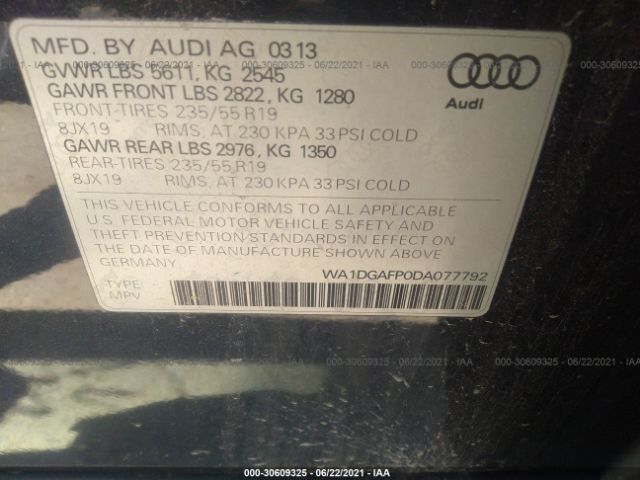 MFD. BY AUDI AG 03 13
GVWR LBS 5611, KG 2545
GAWR FRONT LBS 2822, KG 1280
FRONT-TIRES 235/55 R19
8JX19 RIMS, AT 230 KPA 33 PSI COLD
GAWR REAR LBS 2976, KG 1350
REAR-TIRES 235/55 R19
8JX19 RIMS, AT 230 KPA 33 PSI COLD
Audi
THIS VEHICLE CONFORMS TO ALL APPLICABLE
U.S. FEDERAL MOTOR VEHICLE SAFETY AND
THEFT PREVENTION STANDARDS IN EFFECT ON
THE DATE OF MANUFACTURE SHOWN ABOVE
GERMANY
WA1DGAFP0DA077792
TYPE/
MPV
000-30609325 - 06/22/2021 - IAA